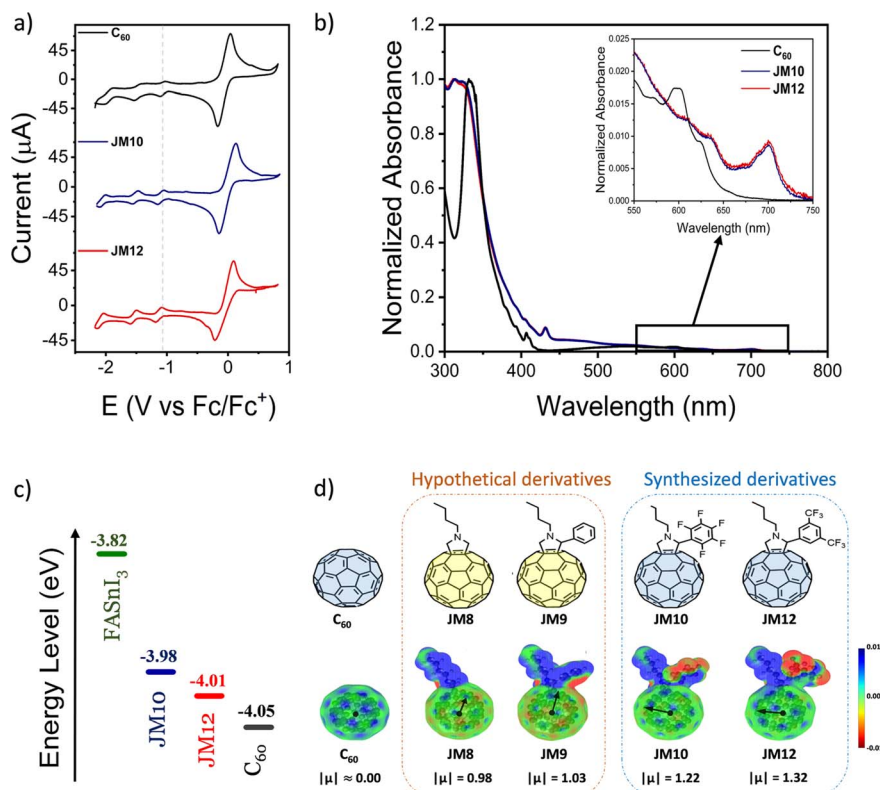 a)
C60
JM10
JM12
45
0
-45
45
0
-45
45
0
-45
Current (μA)
-2
-1
0
1
E (V vs Fc/Fc+)
b)
1.2
1.0
0.8
0.6
0.4
0.2
0.0
Normalized Absorbance
300
400
500
600
700
800
Wavelength (nm)
0.025
0.020
0.015
0.010
0.005
0.000
Normalized Absorbance
550
600
650
700
750
Wavelength (nm)
C60
JM10
JM12
c)
Energy Level (eV)
-3.82
FASnI3
-3.98
JM10
-4.01
JM12
-4.05
C60
d)
Hypothetical derivatives
Synthesized derivatives
N
N
N
F
F
F
F
F
N
CF3
CF3
C60
JM8
JM9
JM10
JM12
0.01
C60
JM8
JM9
JM10
JM12
|μ| ≈ 0.00
|μ| = 0.98
|μ| = 1.03
|μ| = 1.22
|μ| = 1.32